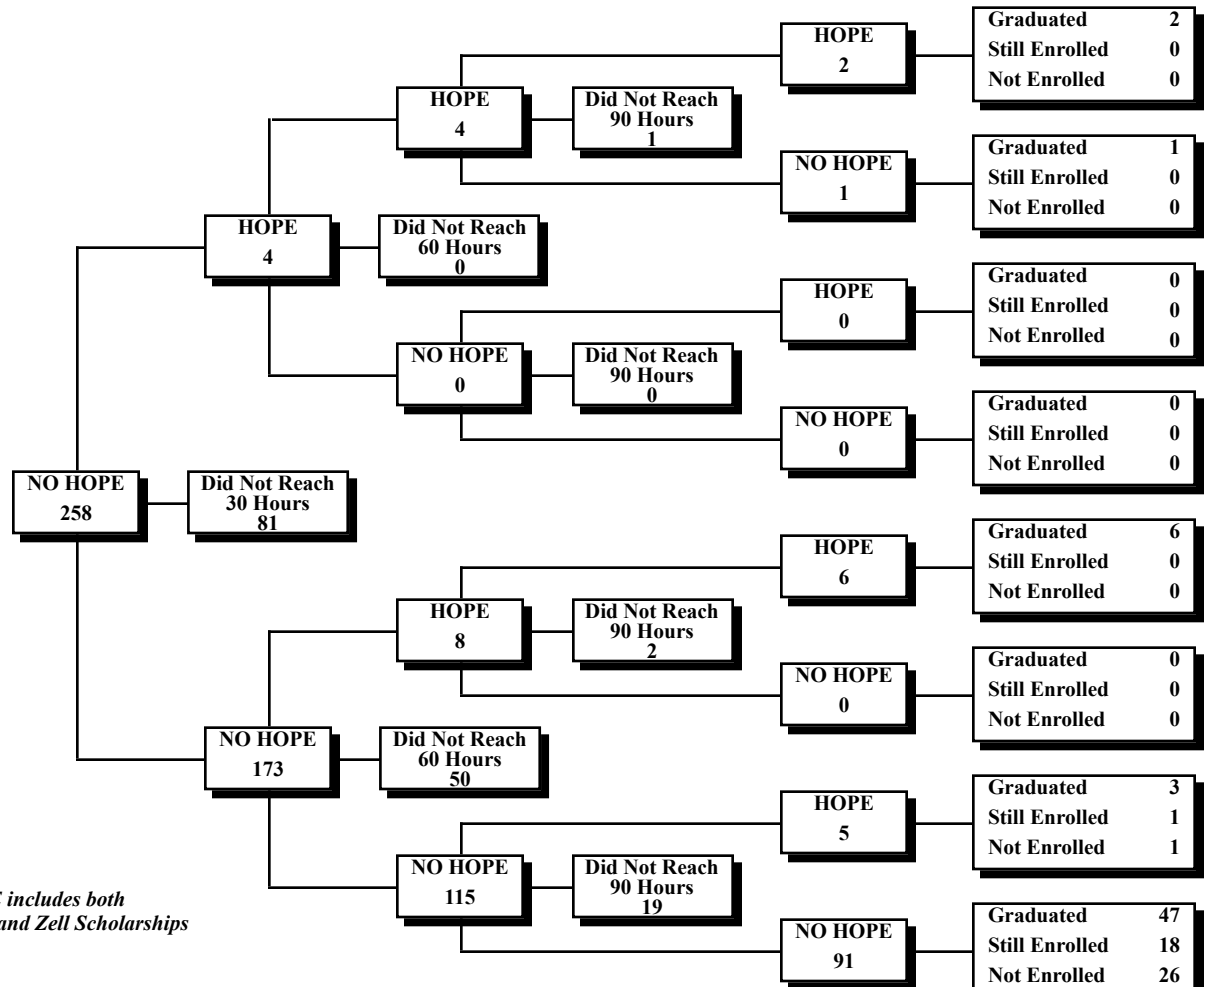 HOPE
2
Graduated 2
Still Enrolled 0
Not Enrolled 0
HOPE
4
Did Not Reach
90 Hours
1
NO HOPE
1
Graduated 1
Still Enrolled 0
Not Enrolled 0
HOPE
4
Did Not Reach
60 Hours
0
HOPE
0
Graduated 0
Still Enrolled 0
Not Enrolled 0
NO HOPE
0
Did Not Reach
90 Hours
0
NO HOPE
0
Graduated 0
Still Enrolled 0
Not Enrolled 0
NO HOPE
258
Did Not Reach
30 Hours
81
HOPE
6
Graduated 6
Still Enrolled 0
Not Enrolled 0
HOPE
8
Did Not Reach
90 Hours
2
NO HOPE
0
Graduated 0
Still Enrolled 0
Not Enrolled 0
NO HOPE
173
Did Not Reach
60 Hours
50
HOPE
5
Graduated 3
Still Enrolled 1
Not Enrolled 1
NO HOPE
115
Did Not Reach
90 Hours
19
NO HOPE
91
Graduated 47
Still Enrolled 18
Not Enrolled 26
includes both
and Zell Scholarships